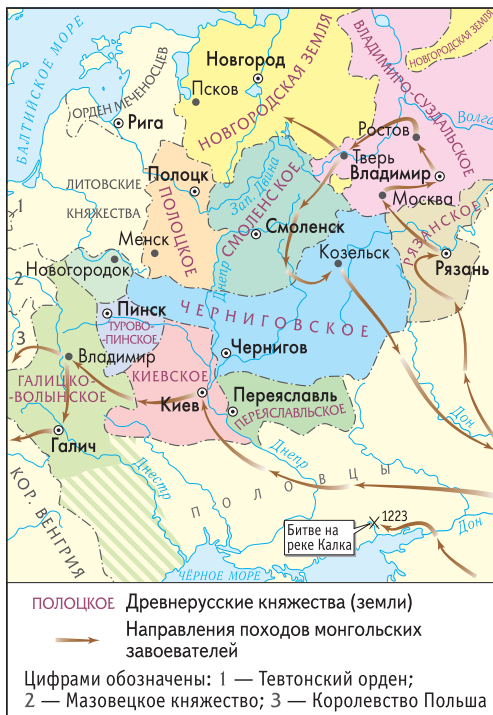 БАЛТИЙСКОЕ МОРЕ
Новгород
Псков
НОВГОРОДСКАЯ ЗЕМЛЯ
ВЛАДИМИРО-СУЗДАЛЬСКОЕ
НОВГОРОДСКАЯ ЗЕМЛЯ
ОРДЕН МЕЧЕНОСЦЕВ
Рига
Волга
Ростов
Тверь
Владимир
Зап. Двина
Полоцк
ЛИТОВСКИЕ
КНЯЖЕСТВА
ПОЛОЦКОЕ
СМОЛЕНСКОЕ
Москва
РЯЗАНСКОЕ
1
Смоленск
Менск
Козельск
Рязань
Новогородок
2
Днепр
Пинск
ЧЕРНИГОВСКОЕ
ТУРОВО-
ПИНСКОЕ
3
Владимир
Чернигов
ГАЛИЦКО-
ВОЛЫНСКОЕ
КИЕВСКОЕ
Киев
Переяславль
ПЕРЕЯСЛАВЛЬСКОЕ
Дон
Галич
Днепр
Днестр
ПОЛОВЦЫ
КОР. ВЕНГРИЯ
1223
Битве на
реке Калка
Дон
ЧЁРНОЕ МОРЕ
ПОЛОЦКОЕ Древнерусские княжества (земли)
Направления походов монгольских
завоевателей
Цифрами обозначены: 1 — Тевтонский орден;
2 — Мазовецкое княжество; 3 — Королевство Польша